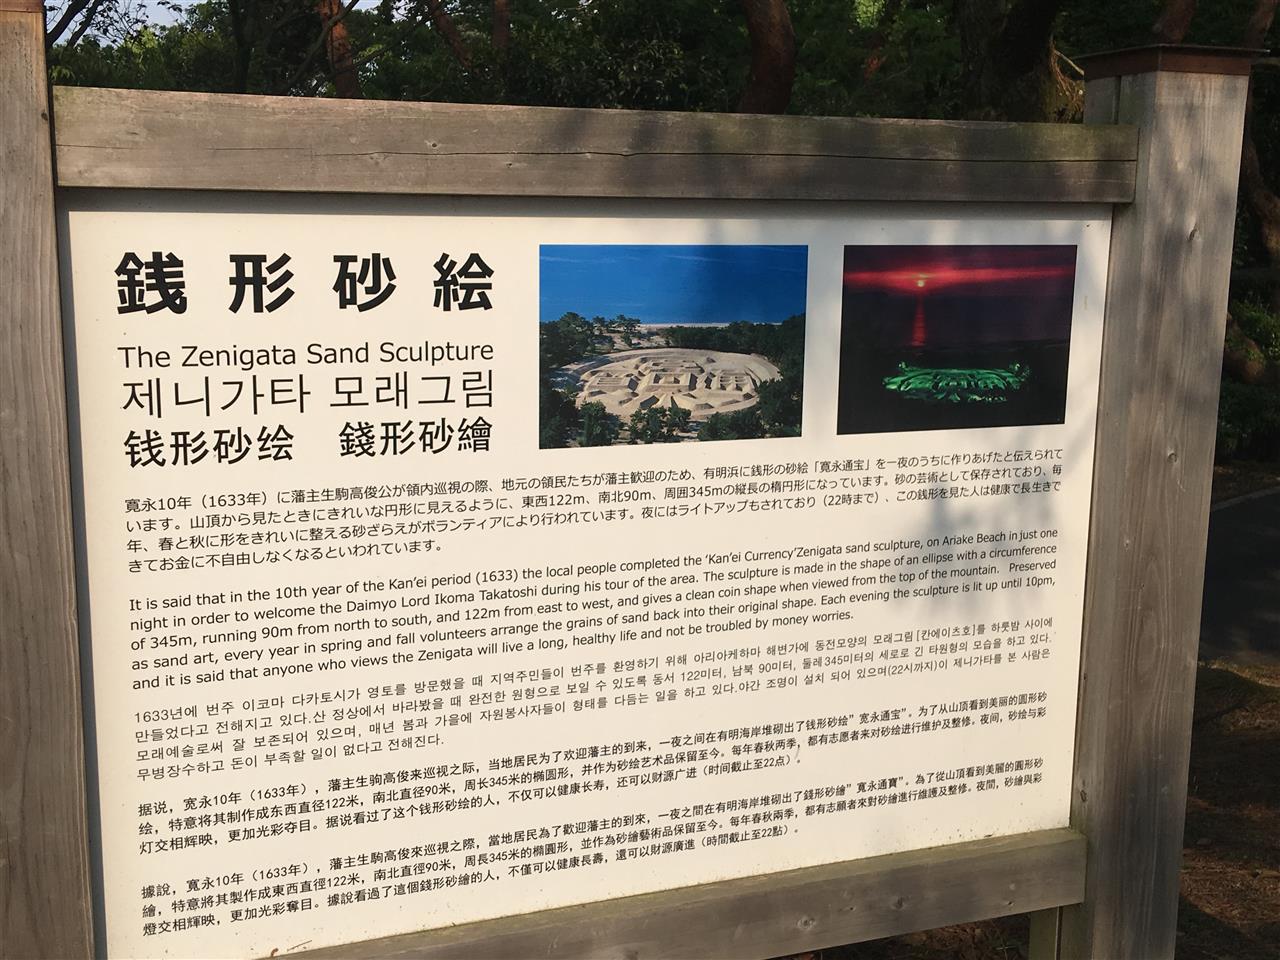 銭形砂絵
The Zenigata Sand Sculpture
제니가타 모래그림
钱形砂绘　錢形砂繪
寛永10年（1633年）に藩主生駒高俊公が領内巡視の際、地元の領民たちが藩主歓迎のため、有明浜に銭形の砂絵「寛永通宝」を一夜のうちに作りあげたと伝えられて
います。山頂から見たときにきれいな円形に見えるように、東西122m、南北90m、周囲345mの縦長の楕円形になっています。砂の芸術として保存されており、毎
年、春と秋に形をきれいに整える砂ざらえがボランティアにより行われています。夜にはライトアップもされており（22時まで）、この銭形を見た人は健康で長生きで
きてお金に不自由しなくなるといわれています。
It is said that in the 10th year of the Kan'ei period (1633) the local people completed the 'Kan'ei Currency'Zenigata sand sculpture, on Ariake Beach in just one
night in order to welcome the Daimyo Lord Ikoma Takatoshi during his tour of the area. The sculpture is made in the shape of an ellipse with a circumference
of 345m, running 90m from north to south, and 122m from east to west, and gives a clean coin shape when viewed from the top of the mountain. Preserved
as sand art, every year in spring and fall volunteers arrange the grains of sand back into their original shape. Each evening the sculpture is lit up until 10pm,
and it is said that anyone who views the Zenigata will live a long, healthy life and not be troubled by money worries.
1633년에 번주 이코마 다카토시가 영토를 방문했을 때 지역주민들이 번주를 환영하기 위해 아리아케하마 해변가에 동전모양의 모래그림[칸에이츠호]를 하룻밤 사이에
만들었다고 전해지고 있다.산 정상에서 바라봤을 때 완전한 원형으로 보일 수 있도록 동서 122미터, 남북 90미터, 둘레 345미터의 세로로 긴 타원형의 모습을 하고 있다.
모래예술로써 잘 보존되어 있으며, 매년 봄과 가을에 자원봉사자들이 형태를 다듬는 일을 하고 있다.야간 조명이 설치 되어 있으며(22시까지)이 제니가타를 본 사람은
무병장수하고 돈이 부족할 일이 없다고 전해진다.
据说，宽永10年（1633年），藩主生驹高俊来巡视之际，当地居民为了欢迎藩主的到来，一夜之间在有明海岸堆砌出了钱形砂绘”宽永通宝”。为了从山顶看到美丽的圆形砂
绘，特意将其制作成东西直径122米，南北直径90米，周长345米的椭圆形，并作为砂绘艺术品保留至今。每年春秋两季，都有志愿者来对砂绘进行维护及整修。夜间，砂绘与彩
灯交相辉映，更加光彩夺目。据说看过了这个钱形砂绘的人，不仅可以健康长寿，还可以财源广进（时间截止至22点）。
據說，寬永10年（1633年），藩主生駒高俊來巡視之際，當地居民為了歡迎藩主的到來，一夜之間在有明海岸堆砌出了錢形砂繪”寬永通寶”。為了從山頂看到美麗的圓形砂
繪，特意將其製作成東西直徑122米，南北直徑90米，周長345米的橢圓形，並作為砂繪藝術品保留至今。每年春秋兩季，都有志願者來對砂繪進行維護及整修。夜間，砂繪與彩
燈交相輝映，更加光彩奪目。據說看過了這個錢形砂繪的人，不僅可以健康長壽，還可以財源廣進（時間截止至22點）。